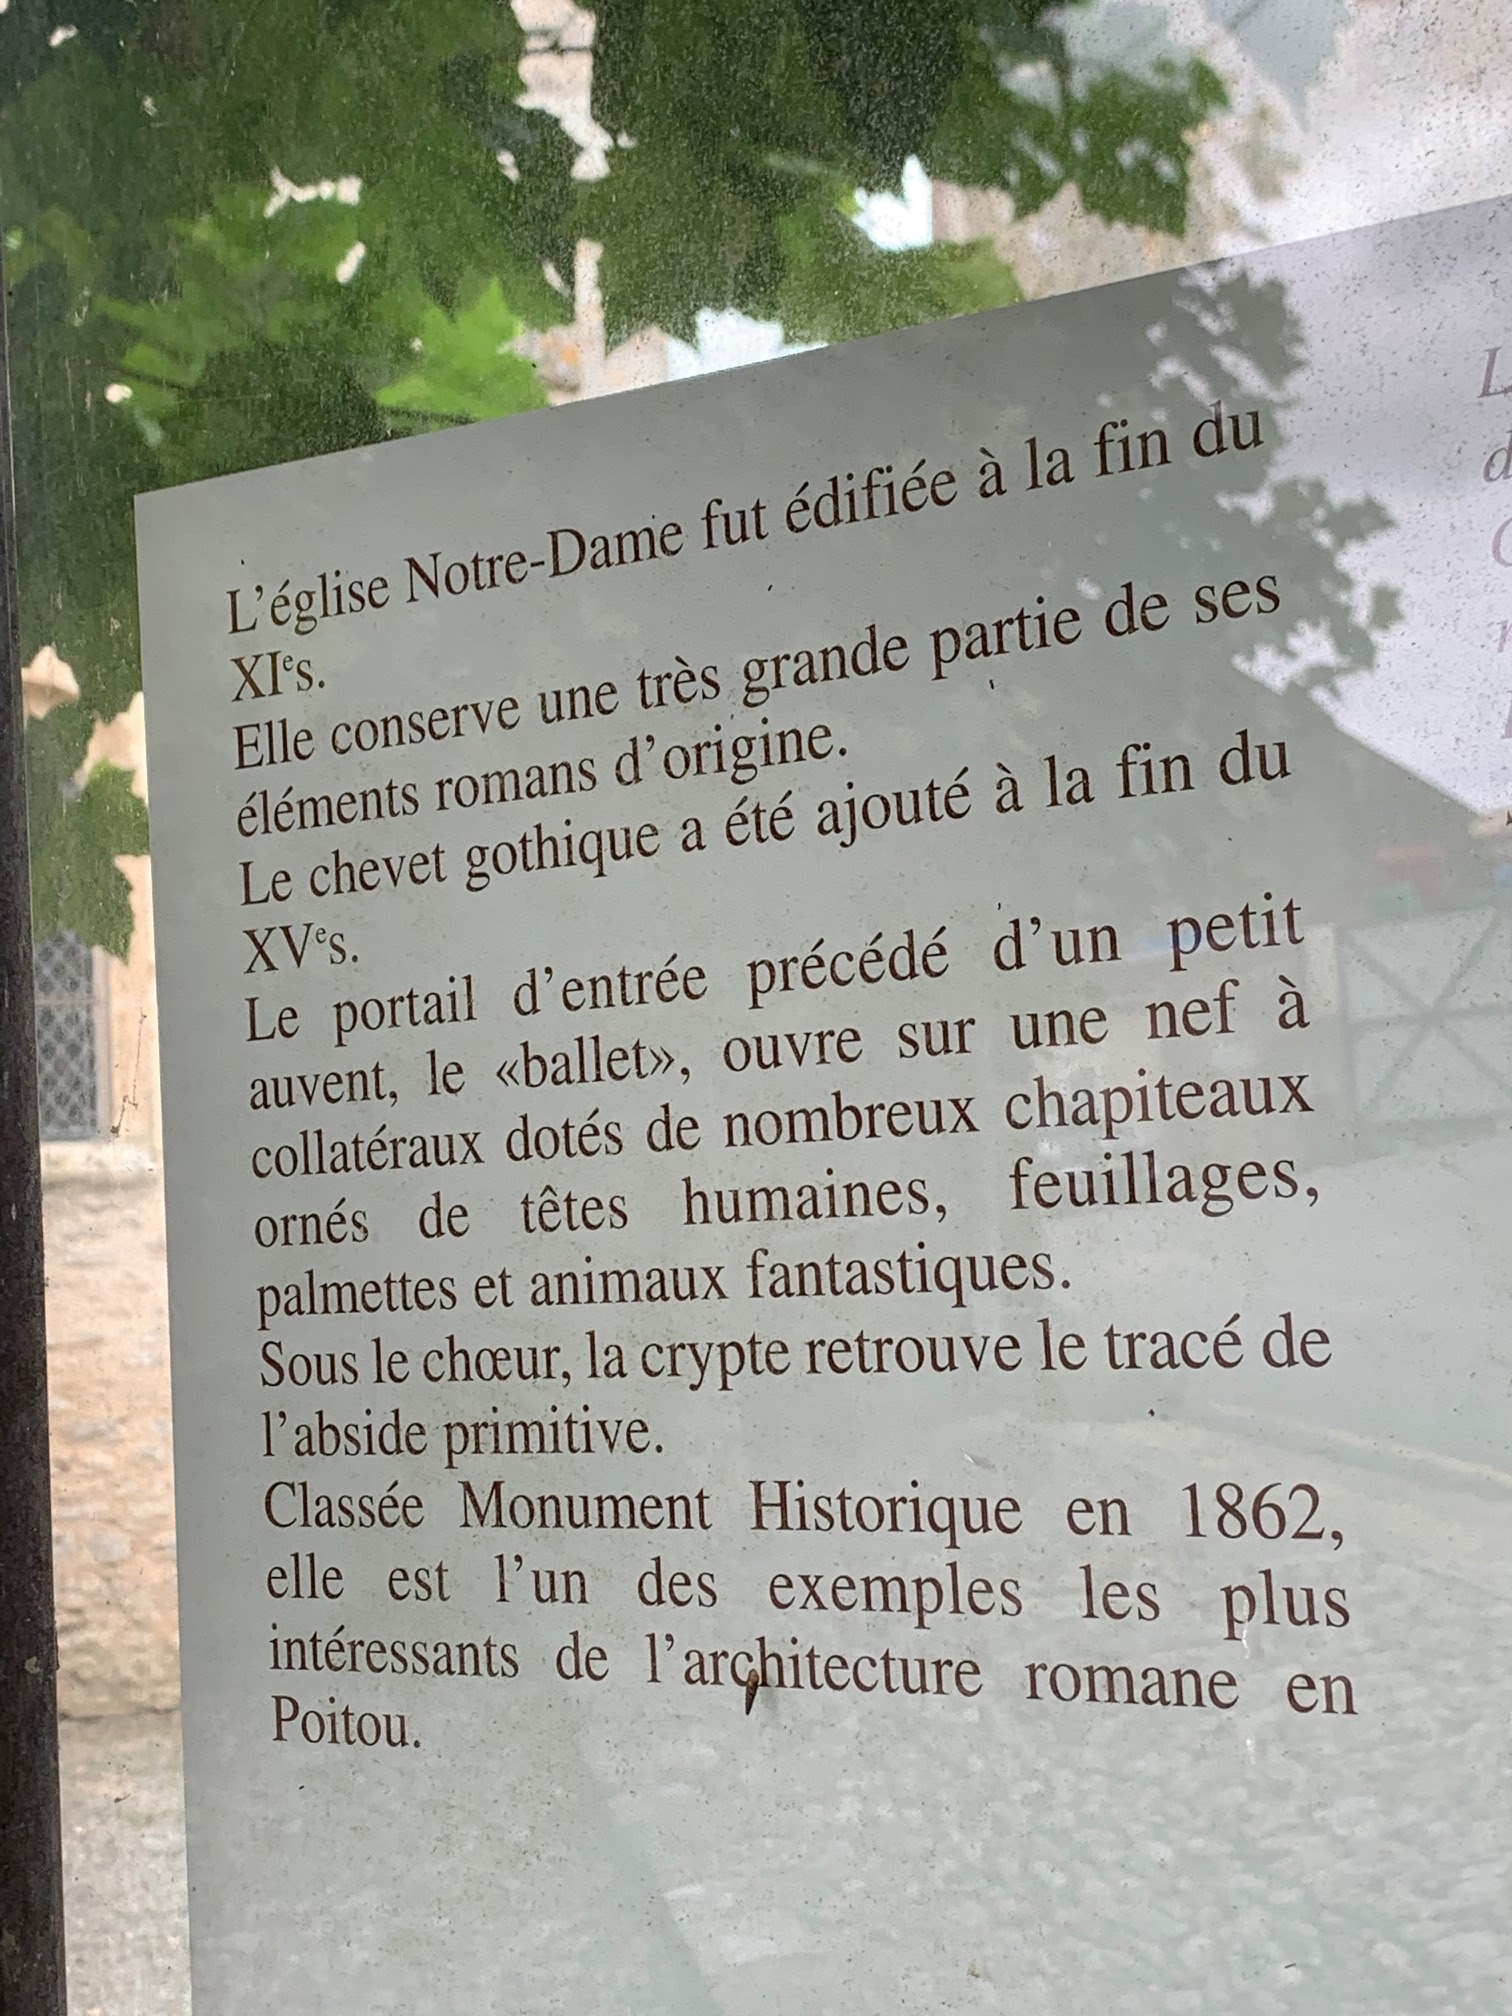 L'église Notre-Dame fut édifiée à la fin du
XIᵉs.
Elle conserve une très grande partie de ses
éléments romans d'origine.
Le chevet gothique a été ajouté à la fin du
XVᵉs.
Le portail d'entrée précédé d'un petit
auvent, le «ballet», ouvre sur une nef à
collatéraux dotés de nombreux chapiteaux
ornés de têtes humaines, feuillages,
palmettes et animaux fantastiques.
Sous le chœur, la crypte retrouve le tracé de
l'abside primitive.
Classée Monument Historique en 1862,
elle est l'un des exemples les plus
intéressants de l'architecture romane en
Poitou.